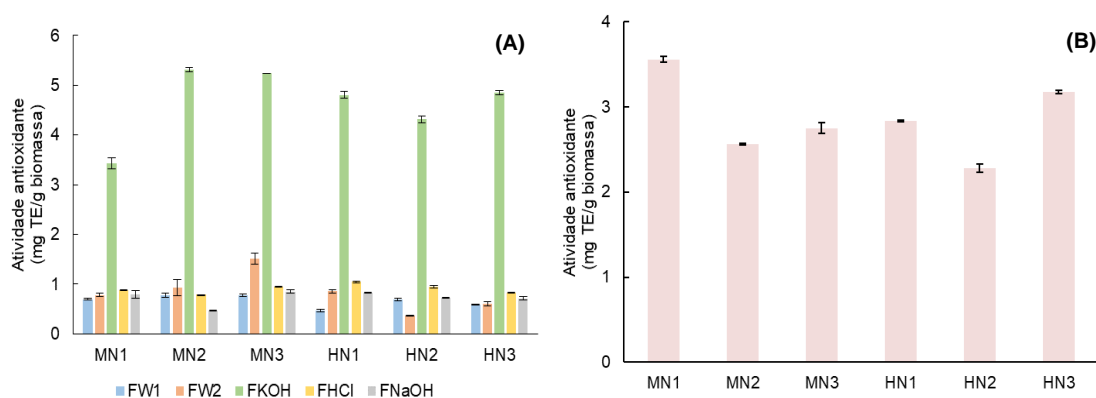 (A)
Atividade antioxidante
(mg TE/g biomassa)
6
5
4
3
2
1
0
MN1 MN2 MN3 HN1 HN2 HN3
FW1 FW2 FKOH FHCl FNaOH
(B)
Atividade antioxidante
(mg TE/g biomassa)
4
3
2
1
0
MN1 MN2 MN3 HN1 HN2 HN3